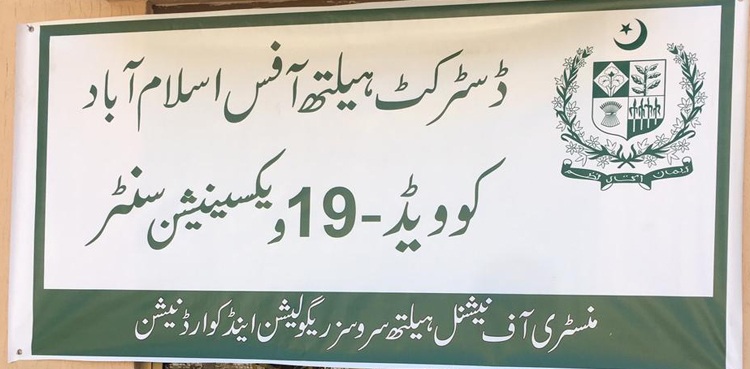 ڈسٹرکٹ ہیلتھ آفس اسلام آباد
کوویڈ-19 ویکسینیشن سنٹر
منسٹری آف نیشنل ہیلتھ سروسز ریگولیشن اینڈ کوارڈنیشن